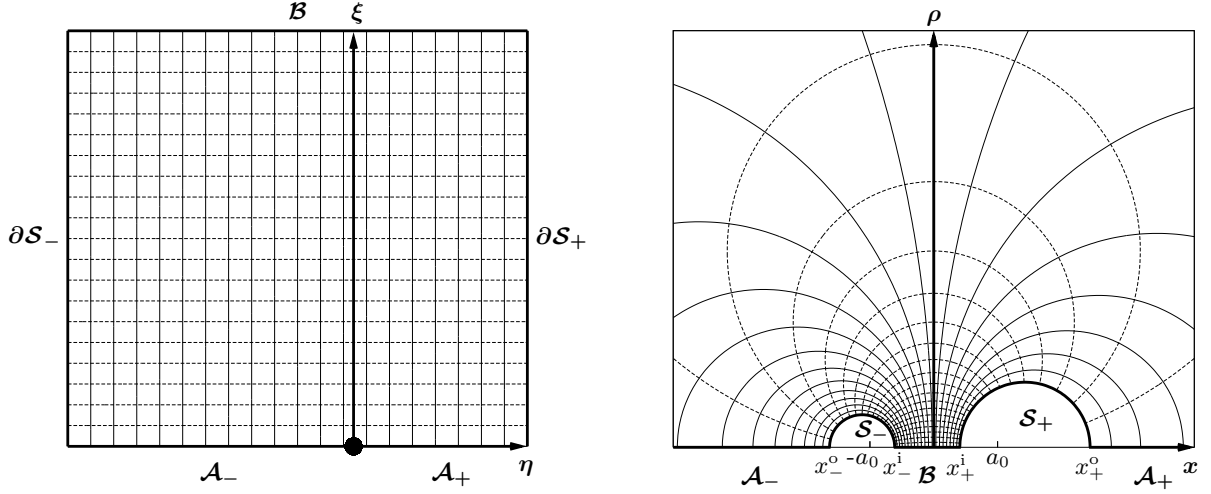 𝓑 ξ
∂𝓢₋ ∂𝓢₊
𝓐₋ 𝓐₊ η
ρ
𝓢₋ 𝓢₊
x₋ᵒ -a₀ x₋ⁱ x₊ⁱ a₀ x₊ᵒ
𝓐₋ 𝓑 𝓐₊ x